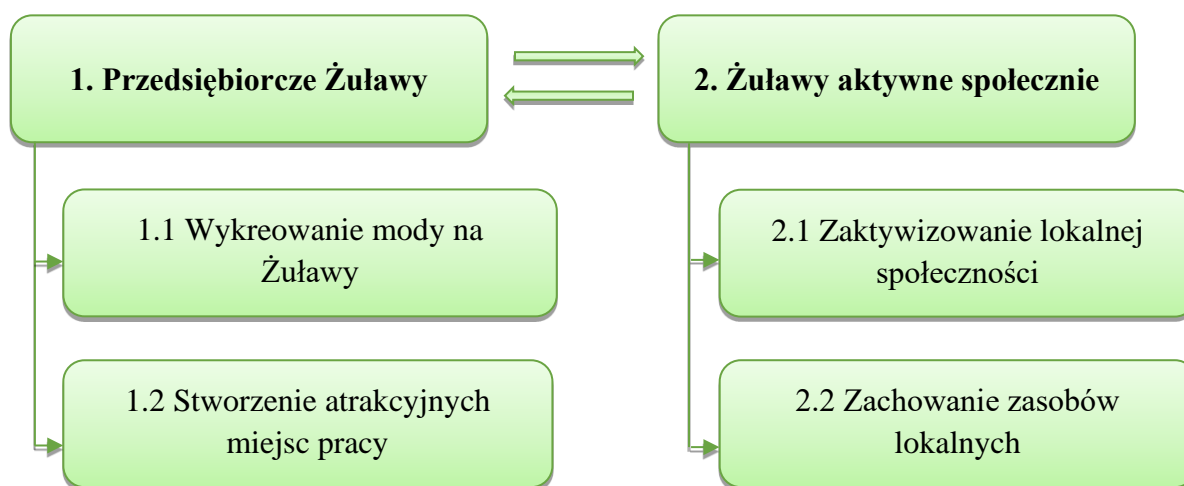 1. Przedsiębiorcze Żuławy
1.1 Wykreowanie mody na
Żuławy
1.2 Stworzenie atrakcyjnych
miejsc pracy
2. Żuławy aktywne społecznie
2.1 Zaktywizowanie lokalnej
społeczności
2.2 Zachowanie zasobów
lokalnych